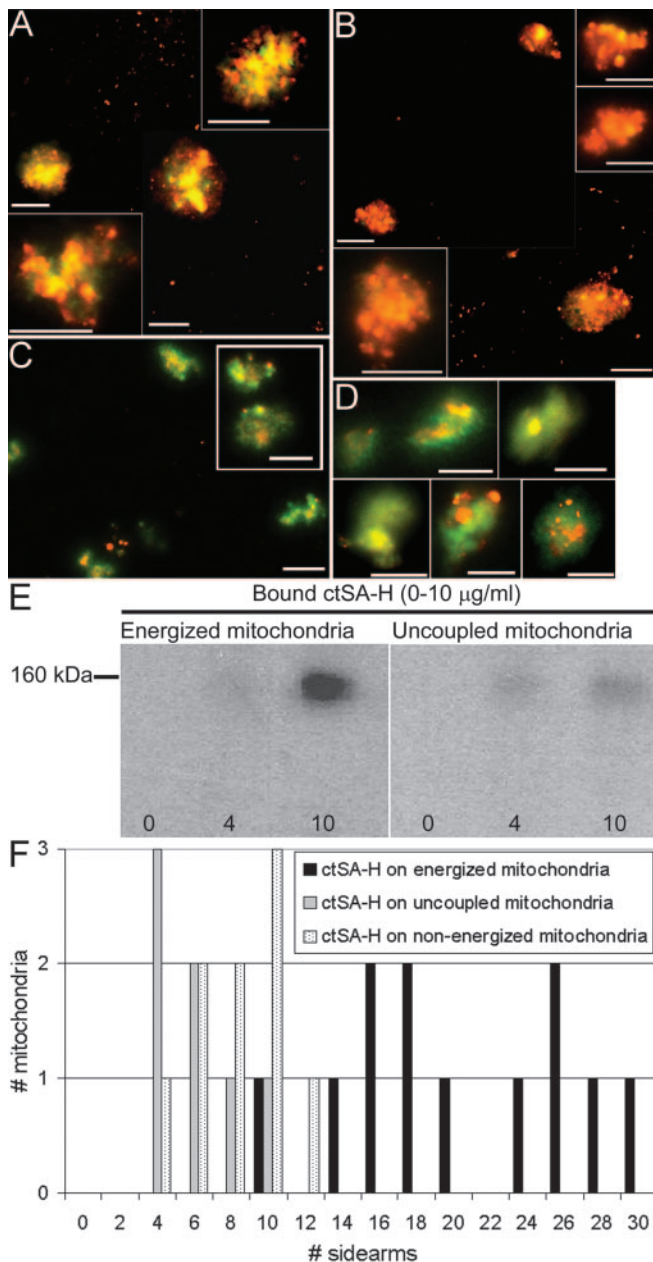 A
B
C
D
E
Bound ctSA-H (0-10 μg/ml)
Energized mitochondria
Uncoupled mitochondria
160 kDa
0 4 10
0 4 10
F
3
ctSA-H on energized mitochondria
ctSA-H on uncoupled mitochondria
ctSA-H on non-energized mitochondria
2
# mitochondria
1
0
0 2 4 6 8 10 12 14 16 18 20 22 24 26 28 30
# sidearms